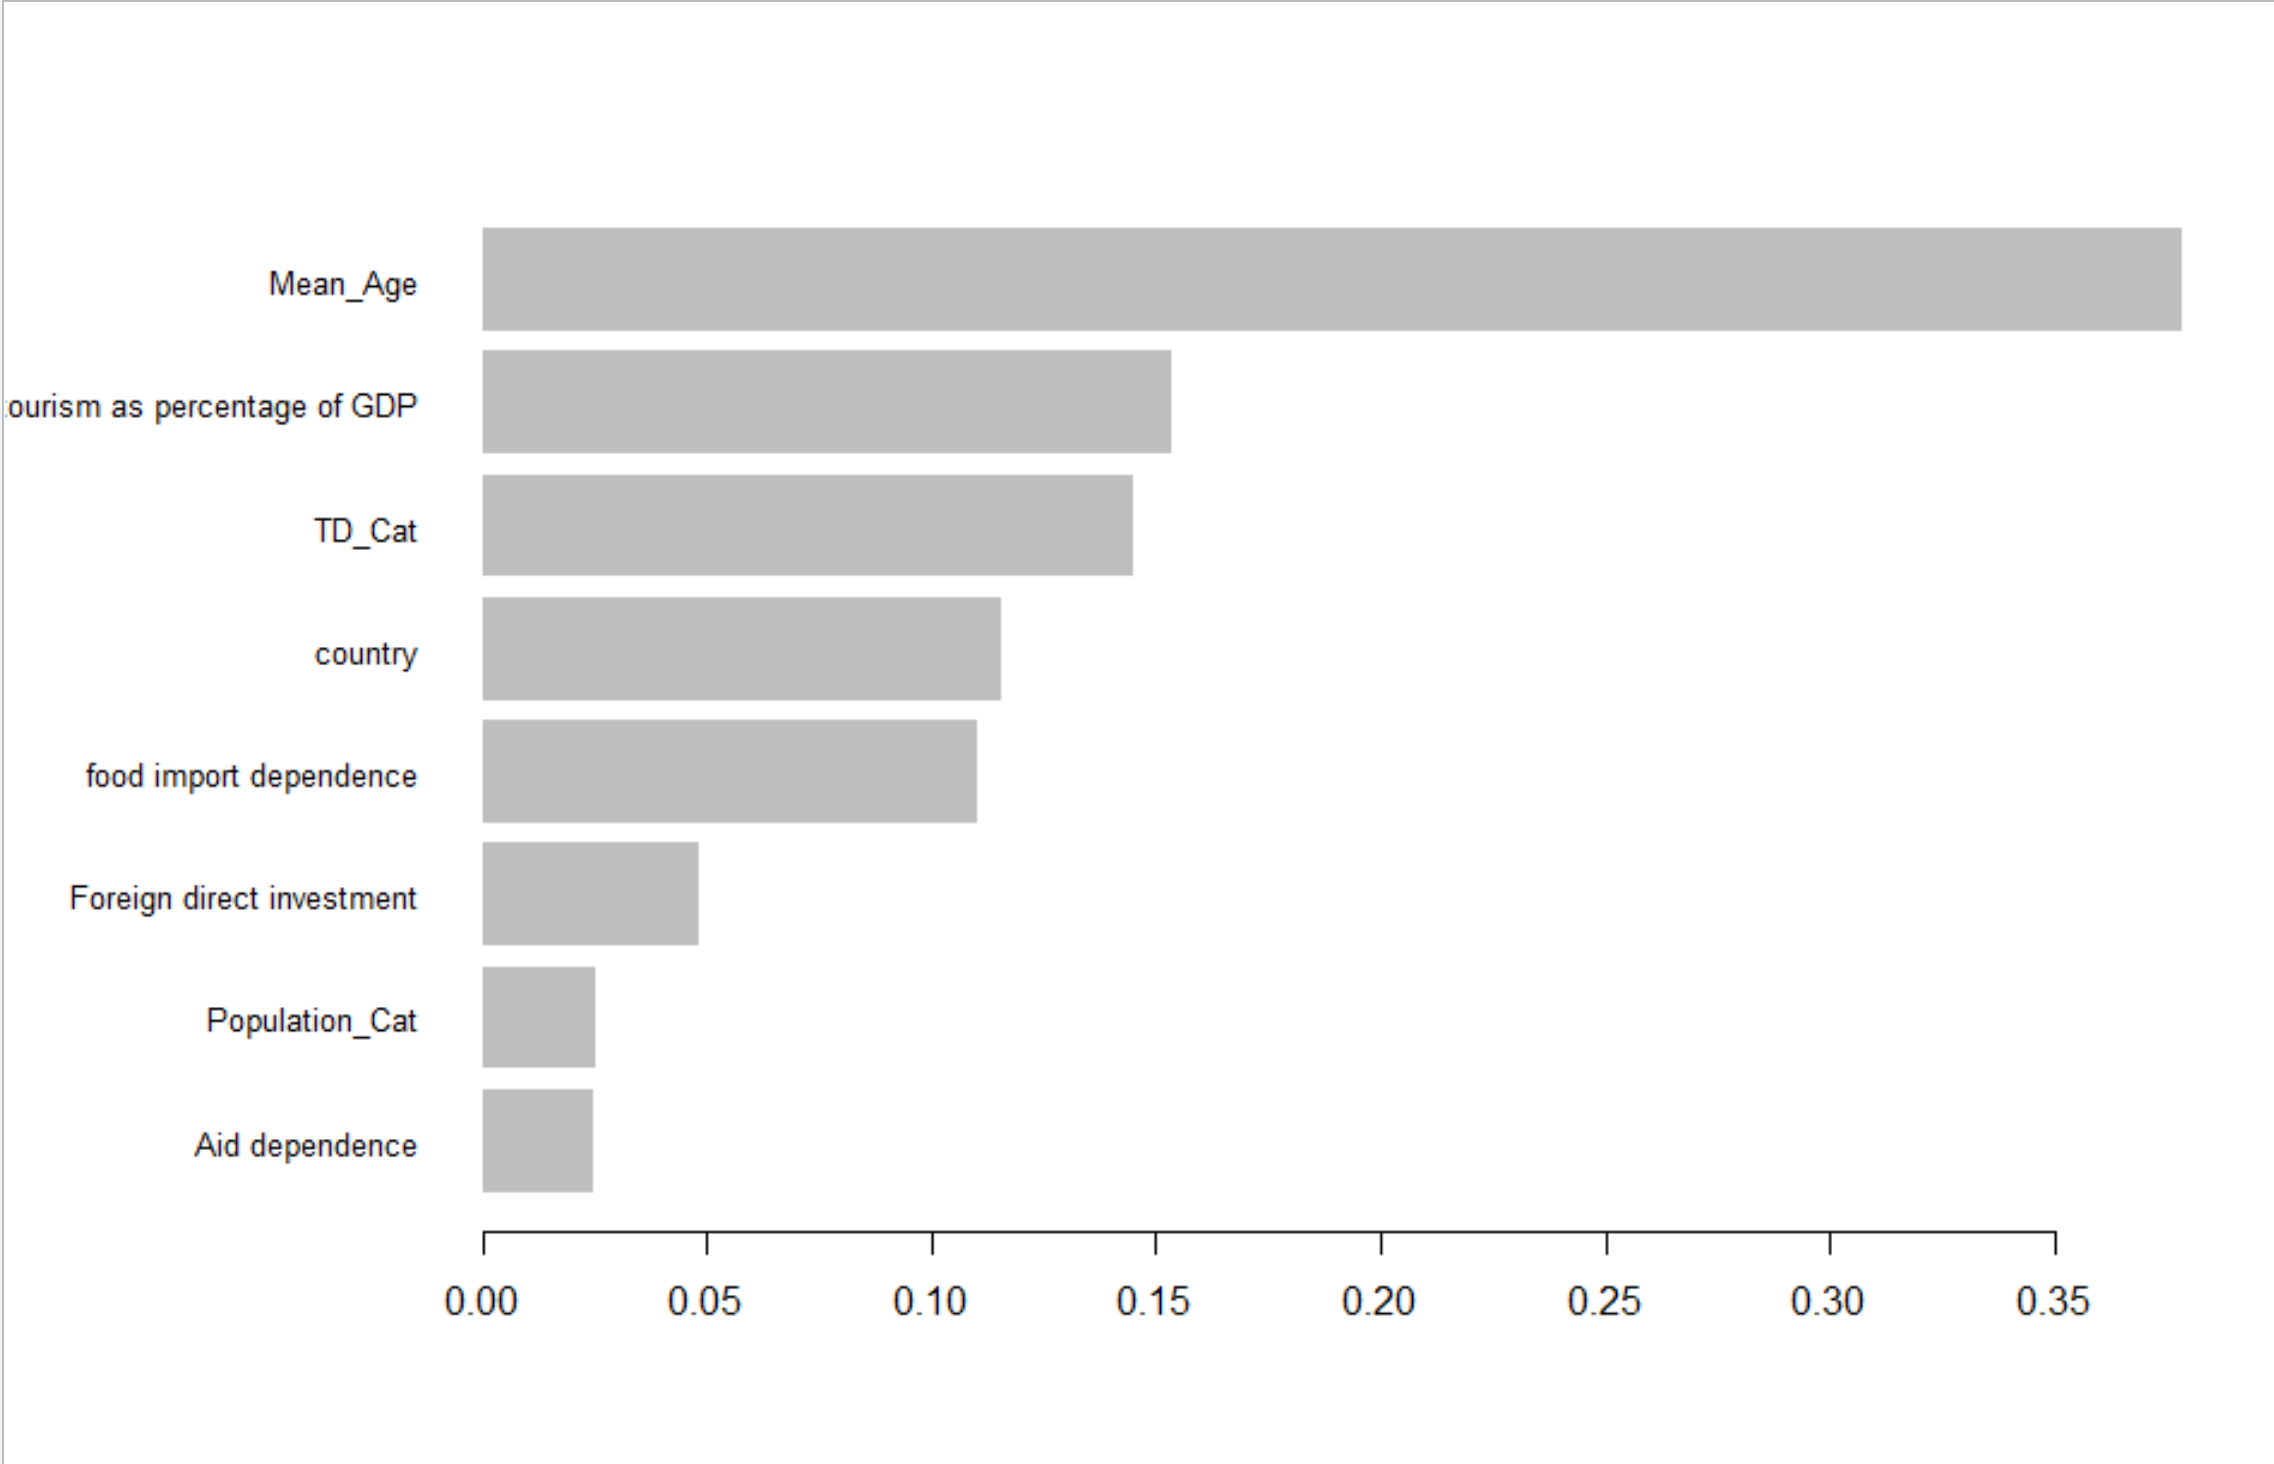 Mean_Age
ourism as percentage of GDP
TD_Cat
country
food import dependence
Foreign direct investment
Population_Cat
Aid dependence
0.00 0.05 0.10 0.15 0.20 0.25 0.30 0.35